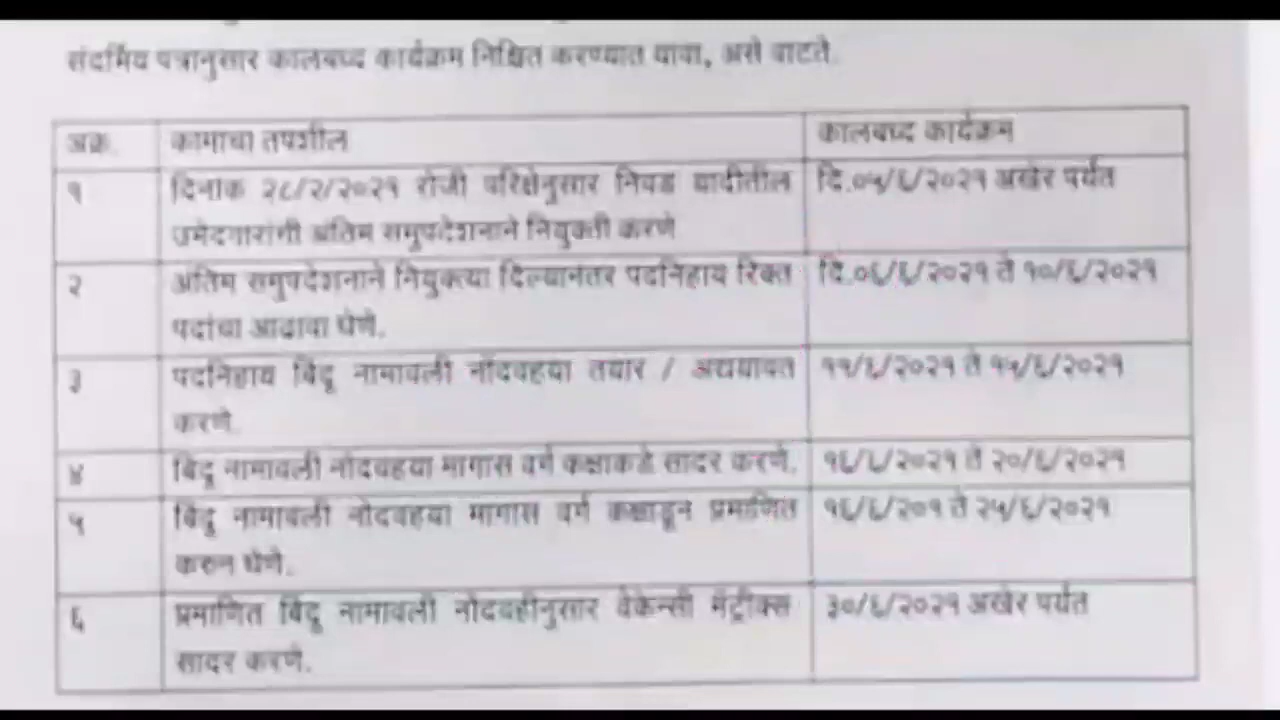 संदर्भिय पत्रानुसार कालबध्द कार्यक्रम निश्चित करण्यात यावा, असे वाटते.
अक्र. कामाचा तपशील कालबध्द कार्यक्रम
१ दिनांक २८/२/२०२१ रोजी परिक्षेनुसार निवड यादीतील दि.०५/६/२०२१ अखेर पर्यंत
उमेदवारांगी अंतिम समुपदेशनाने नियुक्ती करणे
२ अंतिम समुपदेशनाने नियुक्त्या दिल्यानंतर पदनिहाय रिक्त दि.०६/६/२०२१ ते १०/६/२०२१
पदांचा आढावा घेणे.
३ पदनिहाय बिंदू नामावली नोंदवहया तयार / अद्ययावत ११/६/२०२१ ते १५/६/२०२१
करणे.
४ बिंदू नामावली नोंदवहया मागास वर्ग कक्षाकडे सादर करणे. १६/६/२०२१ ते २०/६/२०२१
५ बिंदू नामावली नोंदवहया मागास वर्ग कक्षाडून प्रमाणित १६/६/२०१ ते २५/६/२०२१
करुन घेणे.
६ प्रमाणित बिंदू नामावली नोंदवहीनुसार वेकेन्सी मॅट्रीक्स ३०/६/२०२१ अखेर पर्यंत
सादर करणे.